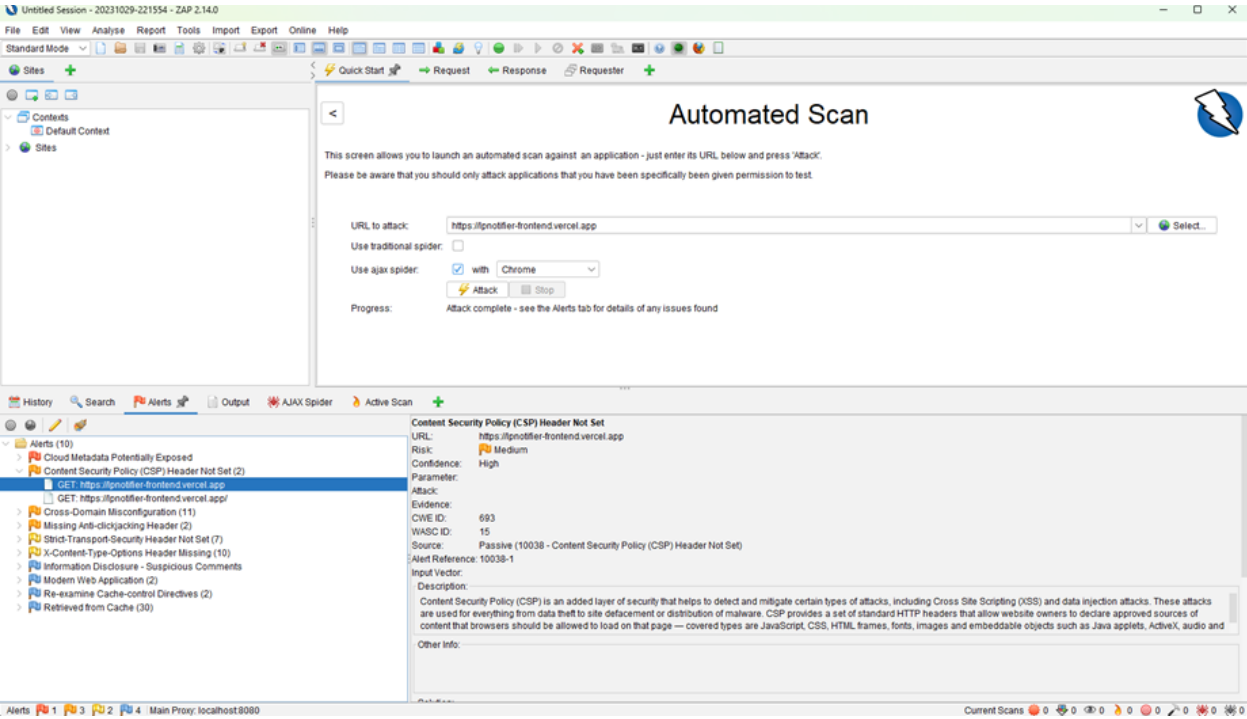 Untitled Session - 20231029-221554 - ZAP 2.14.0
File Edit View Analyse Report Tools Import Export Online Help
Standard Mode
Sites
Quick Start Request Response Requester
Contexts
Default Context
Sites
<
Automated Scan
This screen allows you to launch an automated scan against an application - just enter its URL below and press 'Attack'.
Please be aware that you should only attack applications that you have been specifically been given permission to test.
URL to attack: https://lpnotifier-frontend.vercel.app Select...
Use traditional spider:
Use ajax spider: with Chrome
Attack Stop
Progress: Attack complete - see the Alerts tab for details of any issues found
History Search Alerts Output AJAX Spider Active Scan
Alerts (10)
Cloud Metadata Potentially Exposed
Content Security Policy (CSP) Header Not Set (2)
GET: https://lpnotifier-frontend.vercel.app
GET: https://lpnotifier-frontend.vercel.app/
Cross-Domain Misconfiguration (11)
Missing Anti-clickjacking Header (2)
Strict-Transport-Security Header Not Set (7)
X-Content-Type-Options Header Missing (10)
Information Disclosure - Suspicious Comments
Modern Web Application (2)
Re-examine Cache-control Directives (2)
Retrieved from Cache (30)
Content Security Policy (CSP) Header Not Set
URL: https://lpnotifier-frontend.vercel.app
Risk: Medium
Confidence: High
Parameter:
Attack:
Evidence:
CWE ID: 693
WASC ID: 15
Source: Passive (10038 - Content Security Policy (CSP) Header Not Set)
Alert Reference: 10038-1
Input Vector:
Description:
Content Security Policy (CSP) is an added layer of security that helps to detect and mitigate certain types of attacks, including Cross Site Scripting (XSS) and data injection attacks. These attacks
are used for everything from data theft to site defacement or distribution of malware. CSP provides a set of standard HTTP headers that allow website owners to declare approved sources of
content that browsers should be allowed to load on that page — covered types are JavaScript, CSS, HTML frames, fonts, images and embeddable objects such as Java applets, ActiveX, audio and
Other Info:
Alerts 1 3 2 4 Main Proxy: localhost:8080
Current Scans 0 0 0 0 0 0 0 0